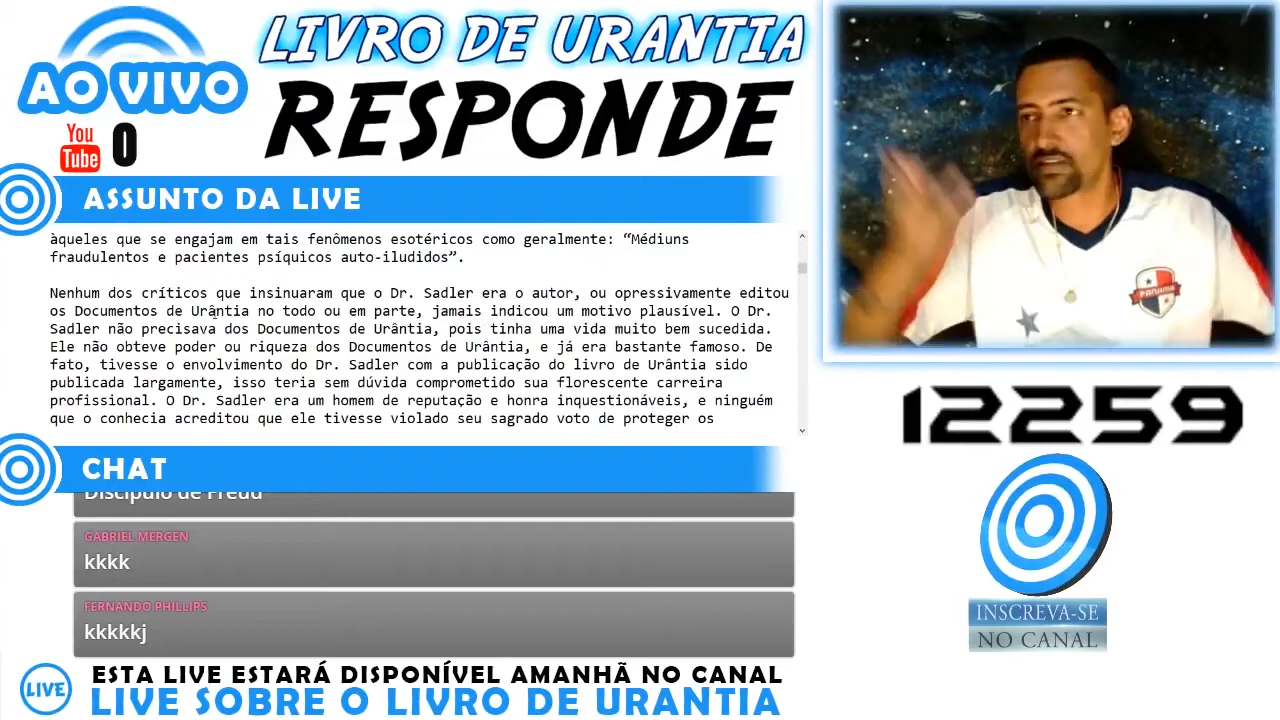 AO VIVO
You
Tube
0
LIVRO DE URANTIA
RESPONDE
ASSUNTO DA LIVE
àqueles que se engajam em tais fenômenos esotéricos como geralmente: “Médiuns
fraudulentos e pacientes psíquicos auto-iludidos”.
Nenhum dos críticos que insinuaram que o Dr. Sadler era o autor, ou opressivamente editou
os Documentos de Urântia no todo ou em parte, jamais indicou um motivo plausível. O Dr.
Sadler não precisava dos Documentos de Urântia, pois tinha uma vida muito bem sucedida.
Ele não obteve poder ou riqueza dos Documentos de Urântia, e já era bastante famoso. De
fato, tivesse o envolvimento do Dr. Sadler com a publicação do livro de Urântia sido
publicada largamente, isso teria sem dúvida comprometido sua florescente carreira
profissional. O Dr. Sadler era um homem de reputação e honra inquestionáveis, e ninguém
que o conhecia acreditou que ele tivesse violado seu sagrado voto de proteger os
CHAT
Discipulo de Freud
GABRIEL MERGEN
kkkk
FERNANDO PHILLIPS
kkkkkj
LIVE
ESTA LIVE ESTARÁ DISPONÍVEL AMANHÃ NO CANAL
LIVE SOBRE O LIVRO DE URANTIA
PANAMA
12259
INSCREVA-SE
NO CANAL